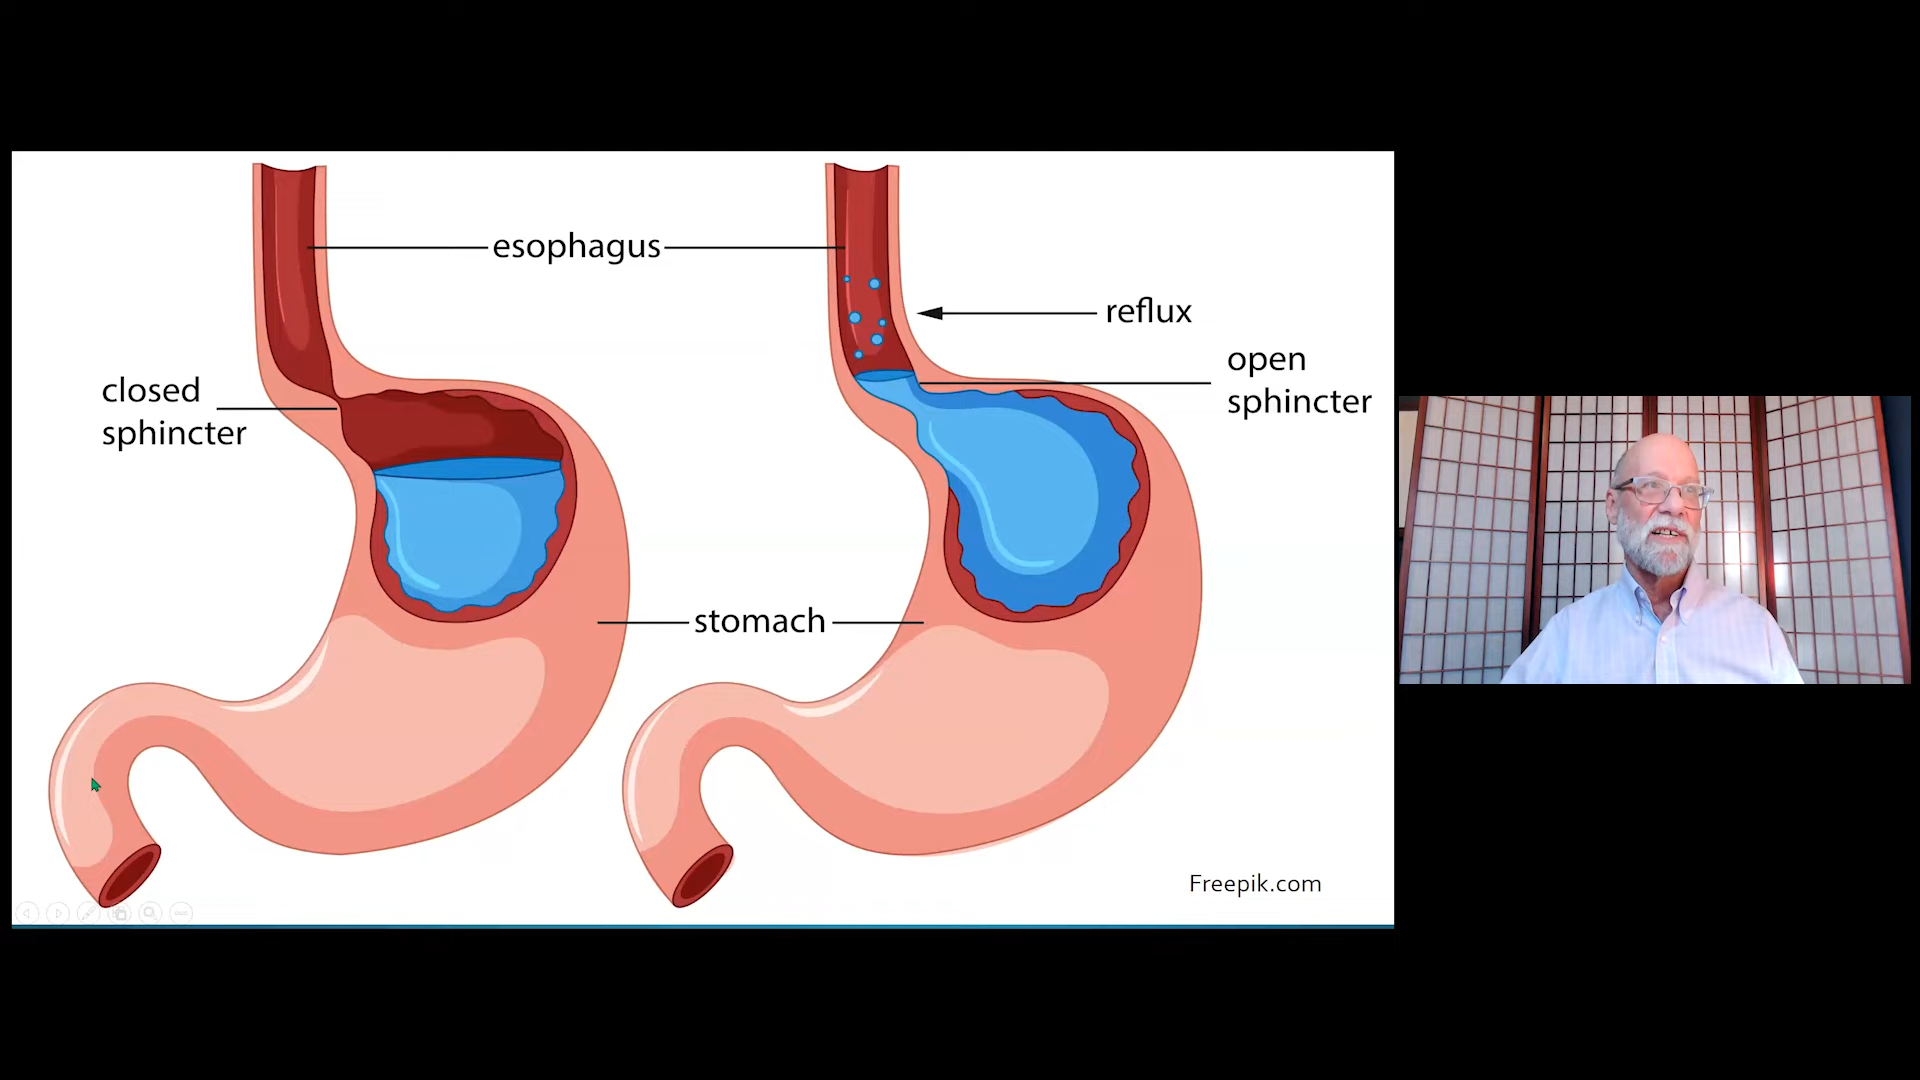 esophagus
reflux
open
sphincter
closed
sphincter
stomach
Freepik.com